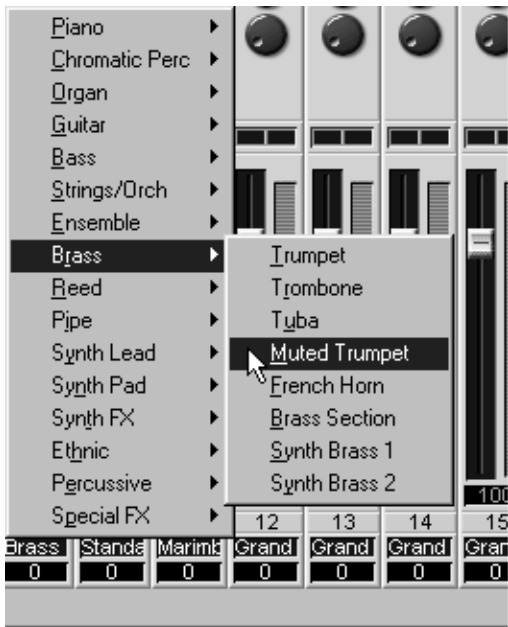 Piano
Chromatic Perc
Organ
Guitar
Bass
Strings/Orch
Ensemble
Brass
Reed
Pipe
Synth Lead
Synth Pad
Synth FX
Ethnic
Percussive
Special FX
Trumpet
Trombone
Tuba
Muted Trumpet
French Horn
Brass Section
Synth Brass 1
Synth Brass 2
100
12 13 14 15
Brass Standa Marimb Grand Grand Grand Gran
0 0 0 0 0 0 0